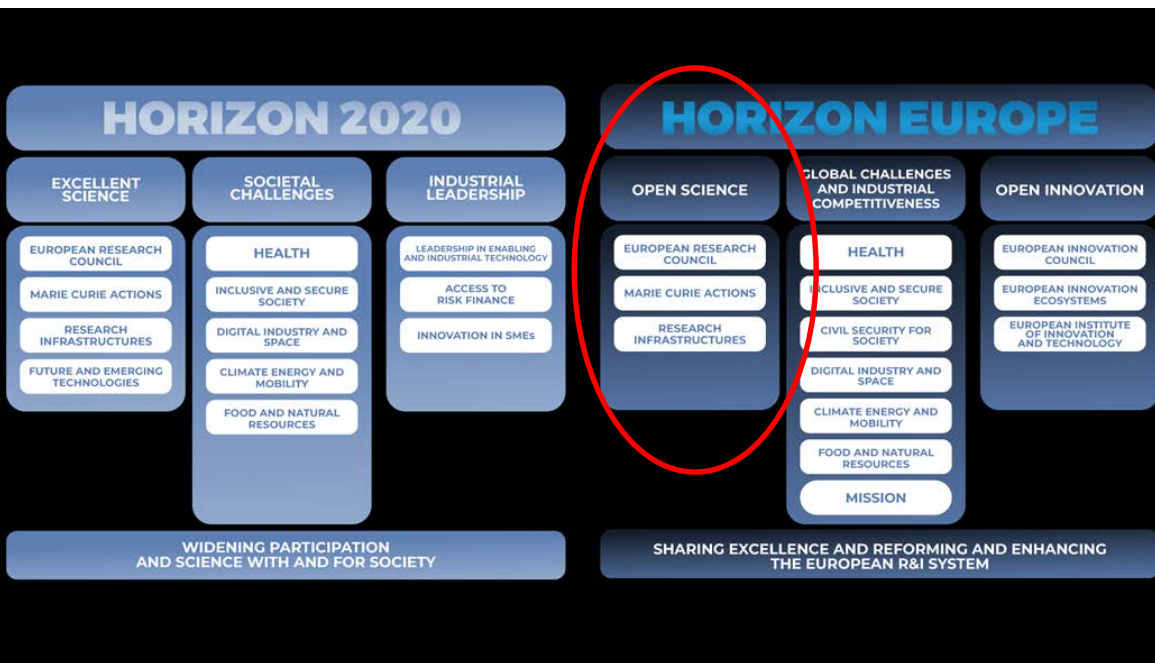 HORIZON 2020
EXCELLENT
SCIENCE
EUROPEAN RESEARCH
COUNCIL
MARIE CURIE ACTIONS
RESEARCH
INFRASTRUCTURES
FUTURE AND EMERGING
TECHNOLOGIES
SOCIETAL
CHALLENGES
HEALTH
INCLUSIVE AND SECURE
SOCIETY
DIGITAL INDUSTRY AND
SPACE
CLIMATE ENERGY AND
MOBILITY
FOOD AND NATURAL
RESOURCES
INDUSTRIAL
LEADERSHIP
LEADERSHIP IN ENABLING
AND INDUSTRIAL TECHNOLOGY
ACCESS TO
RISK FINANCE
INNOVATION IN SMEs
WIDENING PARTICIPATION
AND SCIENCE WITH AND FOR SOCIETY
HORIZON EUROPE
OPEN SCIENCE
EUROPEAN RESEARCH
COUNCIL
MARIE CURIE ACTIONS
RESEARCH
INFRASTRUCTURES
GLOBAL CHALLENGES
AND INDUSTRIAL
COMPETITIVENESS
HEALTH
INCLUSIVE AND SECURE
SOCIETY
CIVIL SECURITY FOR
SOCIETY
DIGITAL INDUSTRY AND
SPACE
CLIMATE ENERGY AND
MOBILITY
FOOD AND NATURAL
RESOURCES
MISSION
OPEN INNOVATION
EUROPEAN INNOVATION
COUNCIL
EUROPEAN INNOVATION
ECOSYSTEMS
EUROPEAN INSTITUTE
OF INNOVATION
AND TECHNOLOGY
SHARING EXCELLENCE AND REFORMING AND ENHANCING
THE EUROPEAN R&I SYSTEM